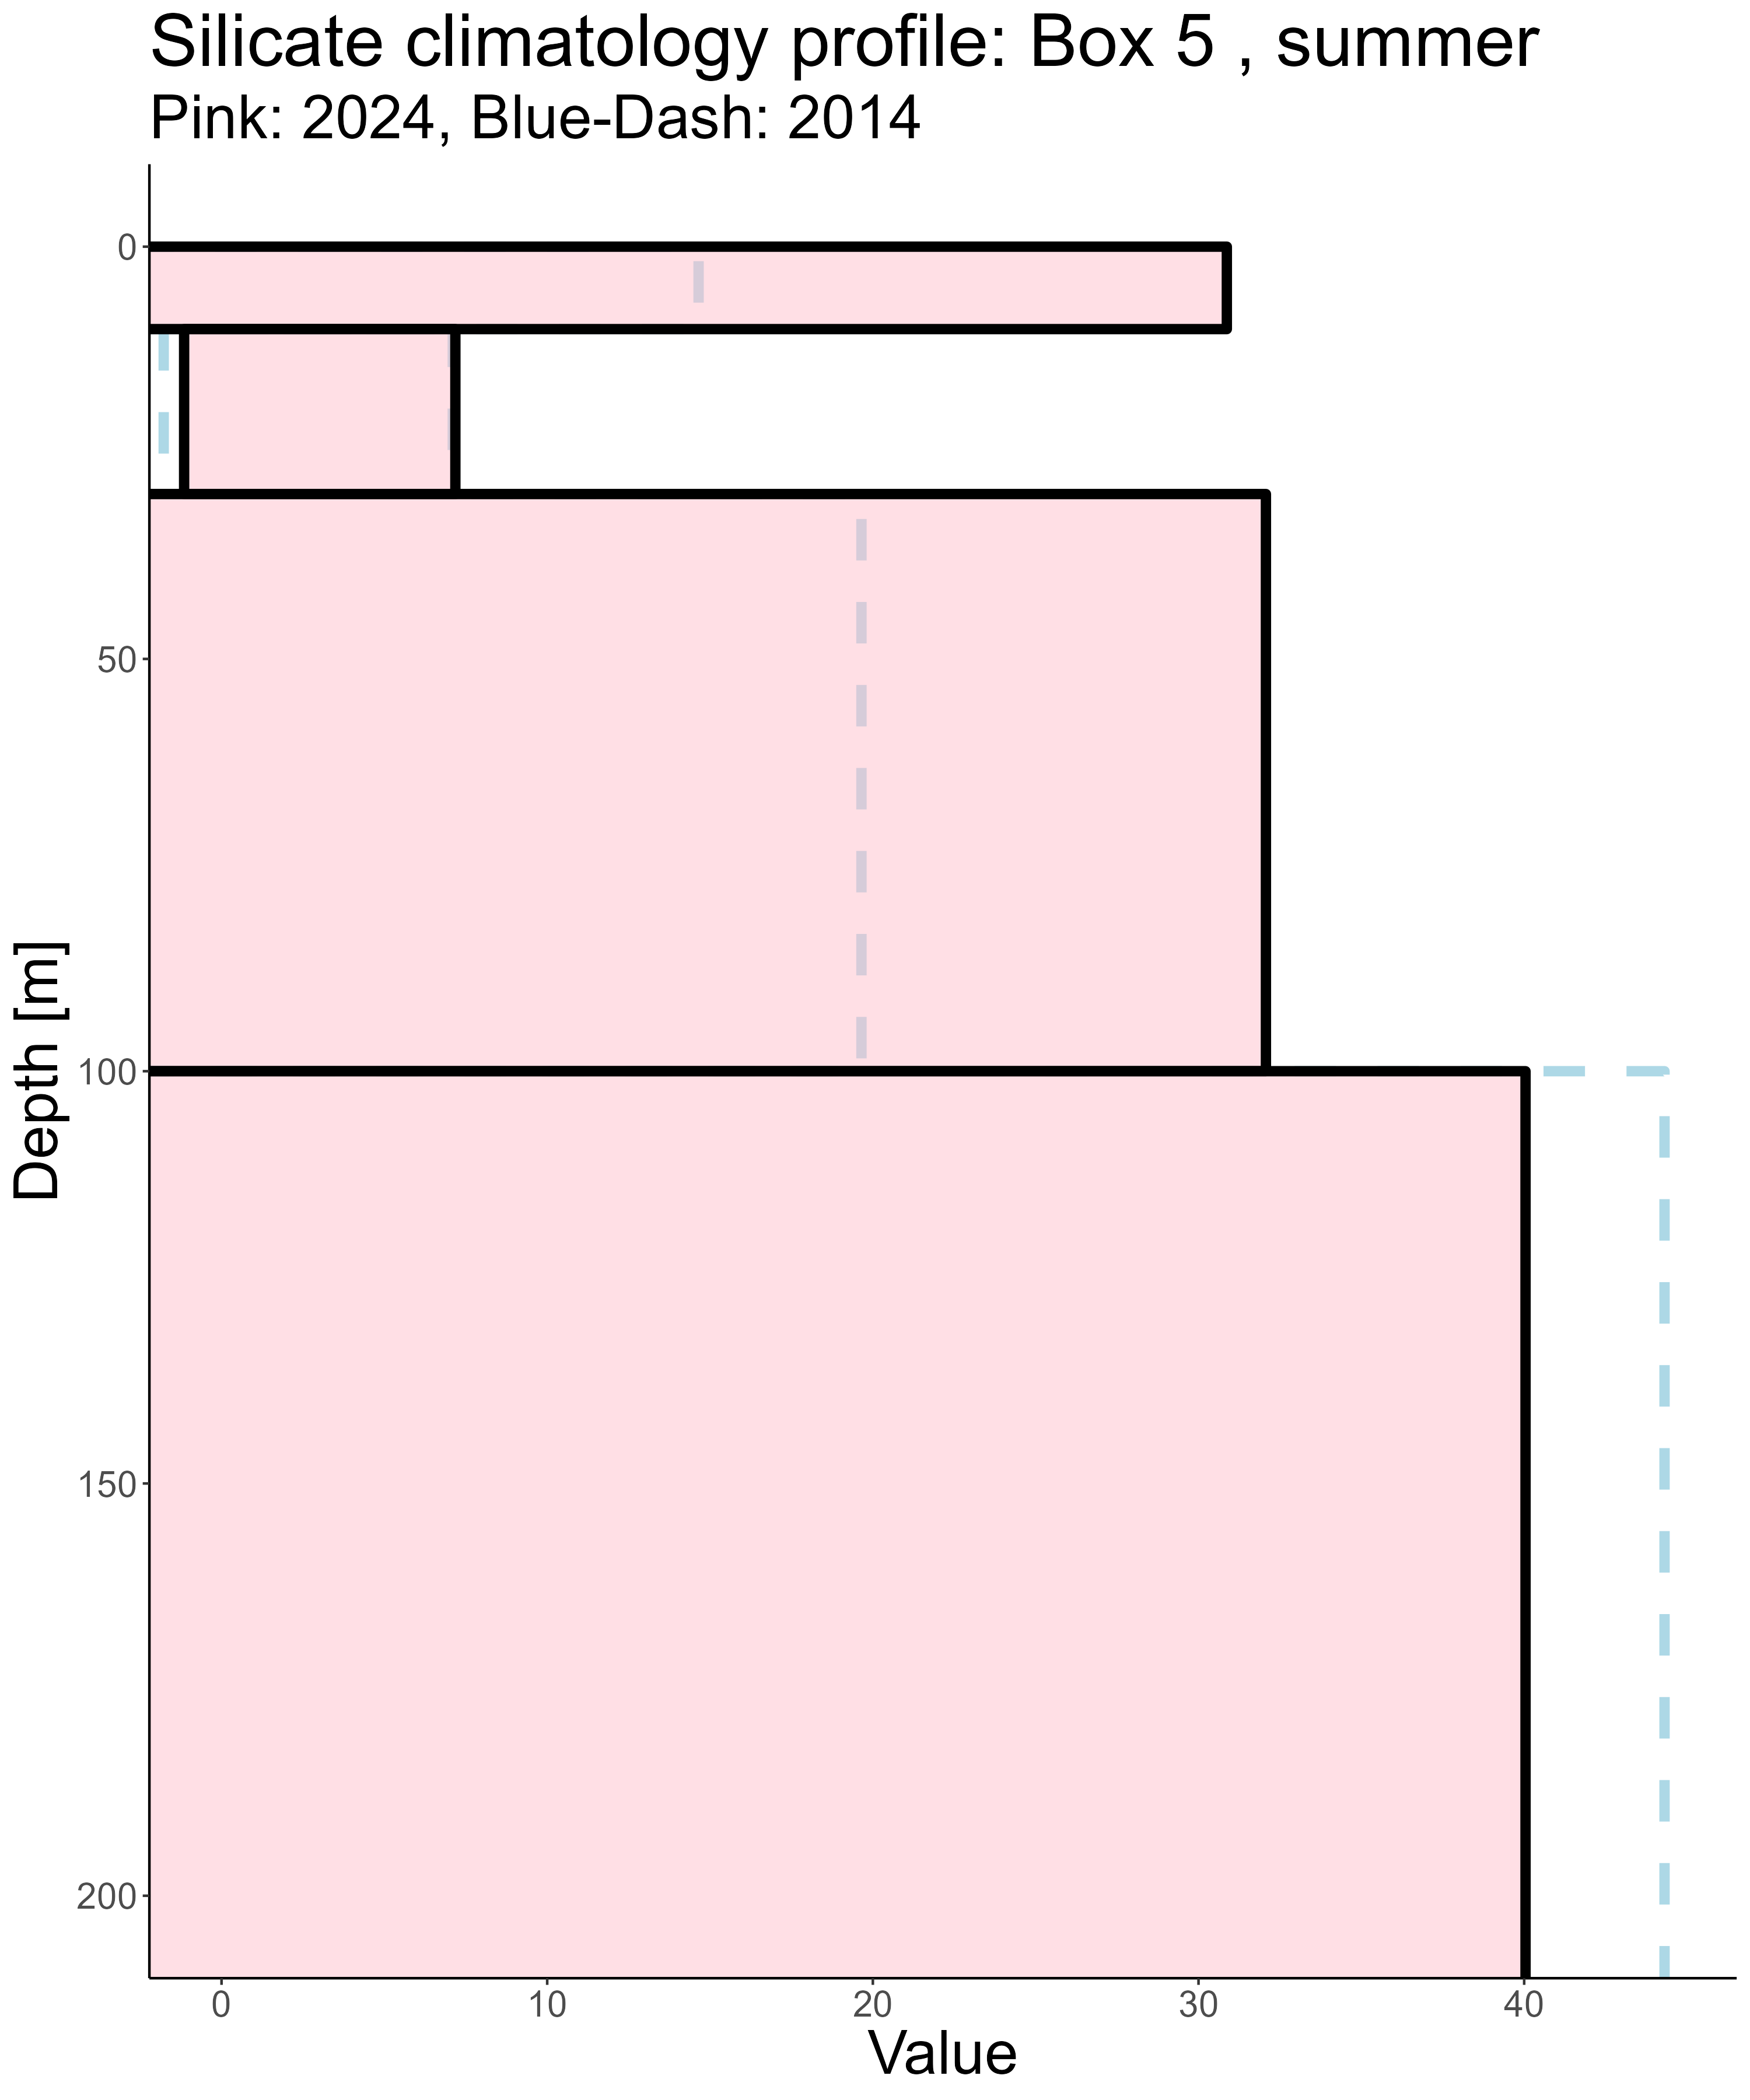 Silicate climatology profile: Box 5 , summer
Pink: 2024, Blue-Dash: 2014
0
50
100
150
200
Depth [m]
0 10 20 30 40
Value